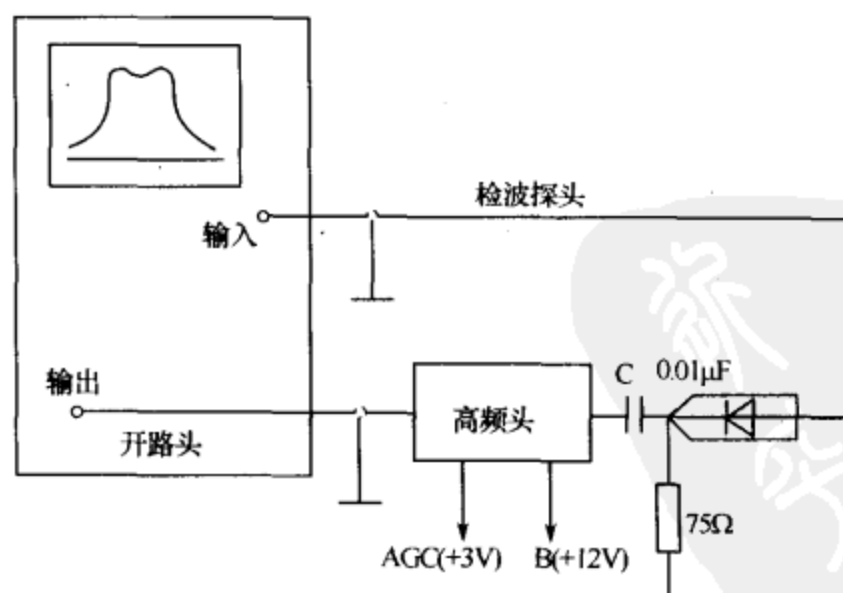 检波探头
输入
C 0.01μF
输出
高频头
开路头
75Ω
AGC(+3V) B(+12V)